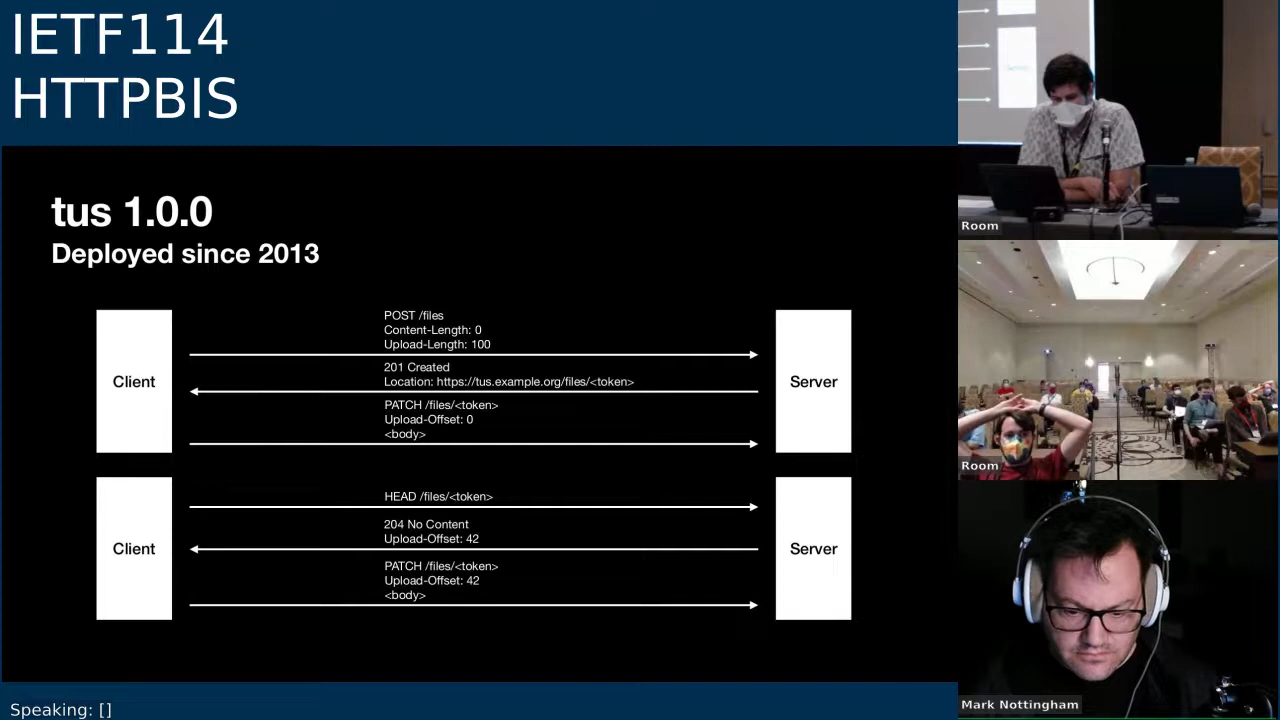 IETF114
HTTPBIS
tus 1.0.0
Deployed since 2013
POST /files
Content-Length: 0
Upload-Length: 100
201 Created
Location: https://tus.example.org/files/<token>
PATCH /files/<token>
Upload-Offset: 0
<body>
Client
Server
HEAD /files/<token>
204 No Content
Upload-Offset: 42
PATCH /files/<token>
Upload-Offset: 42
<body>
Client
Server
Speaking: []
Room
Room
Mark Nottingham